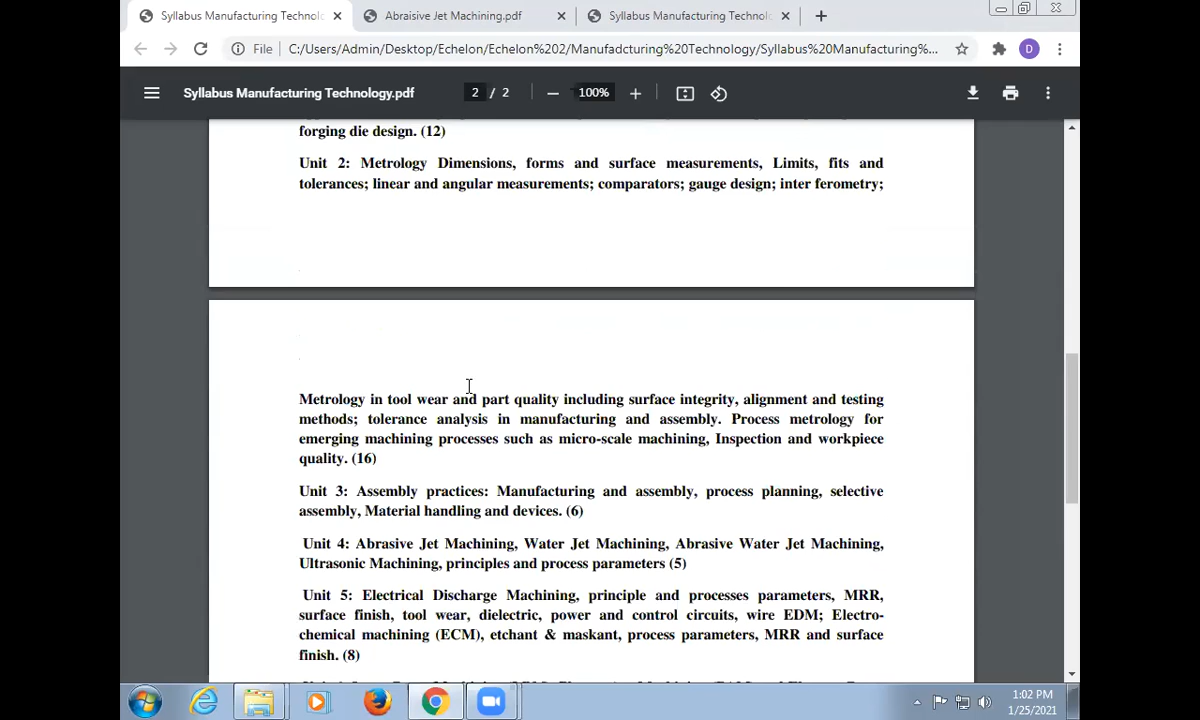 Syllabus Manufacturing Technolo
Abraisive Jet Machining.pdf
Syllabus Manufacturing Technolo
File
C:/Users/Admin/Desktop/Echelon/Echelon%202/Manufadcturing%20Technology/Syllabus%20Manufacturing%...
D
Syllabus Manufacturing Technology.pdf
2 / 2
100%
forging die design. (12)
Unit 2: Metrology Dimensions, forms and surface measurements, Limits, fits and
tolerances; linear and angular measurements; comparators; gauge design; inter ferometry;
Metrology in tool wear and part quality including surface integrity, alignment and testing
methods; tolerance analysis in manufacturing and assembly. Process metrology for
emerging machining processes such as micro-scale machining, Inspection and workpiece
quality. (16)
Unit 3: Assembly practices: Manufacturing and assembly, process planning, selective
assembly, Material handling and devices. (6)
Unit 4: Abrasive Jet Machining, Water Jet Machining, Abrasive Water Jet Machining,
Ultrasonic Machining, principles and process parameters (5)
Unit 5: Electrical Discharge Machining, principle and processes parameters, MRR,
surface finish, tool wear, dielectric, power and control circuits, wire EDM; Electro-
chemical machining (ECM), etchant & maskant, process parameters, MRR and surface
finish. (8)
1:02 PM
1/25/2021